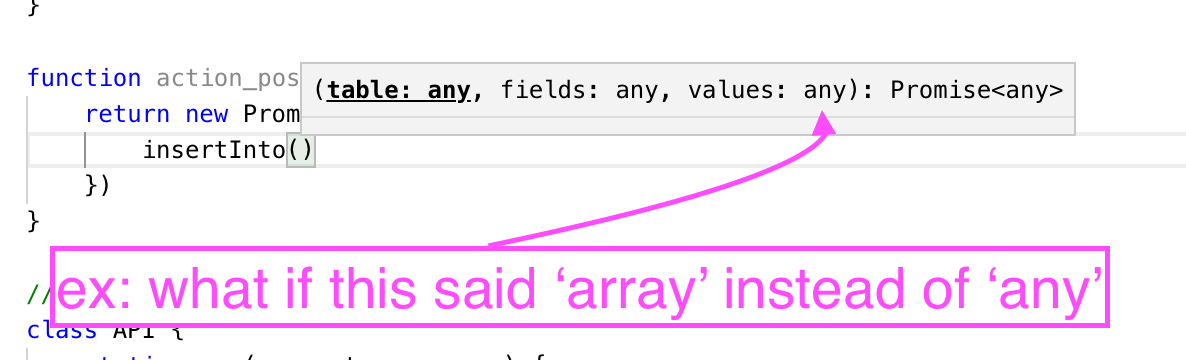 }
function action_pos
(table: any, fields: any, values: any): Promise<any>
return new Prom
insertInto()
})
}
ex: what if this said ‘array’ instead of ‘any’
//
class API {